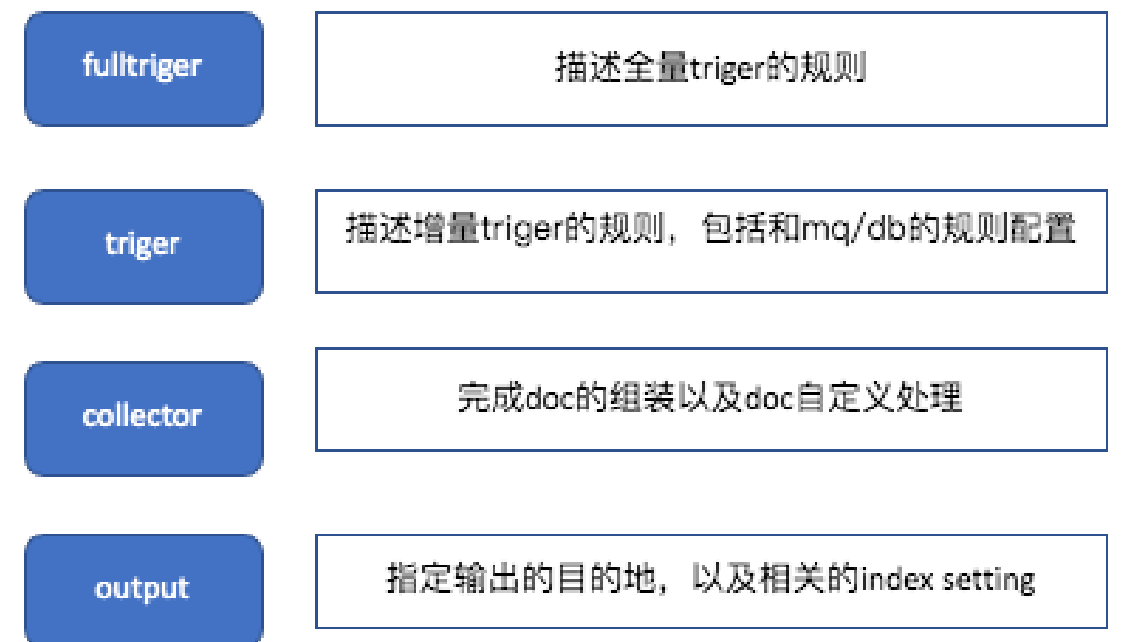 fulltriger
描述全量triger的规则
triger
描述增量triger的规则，包括和mq/db的规则配置
collector
完成doc的组装以及doc自定义处理
output
指定输出的目的地，以及相关的index setting